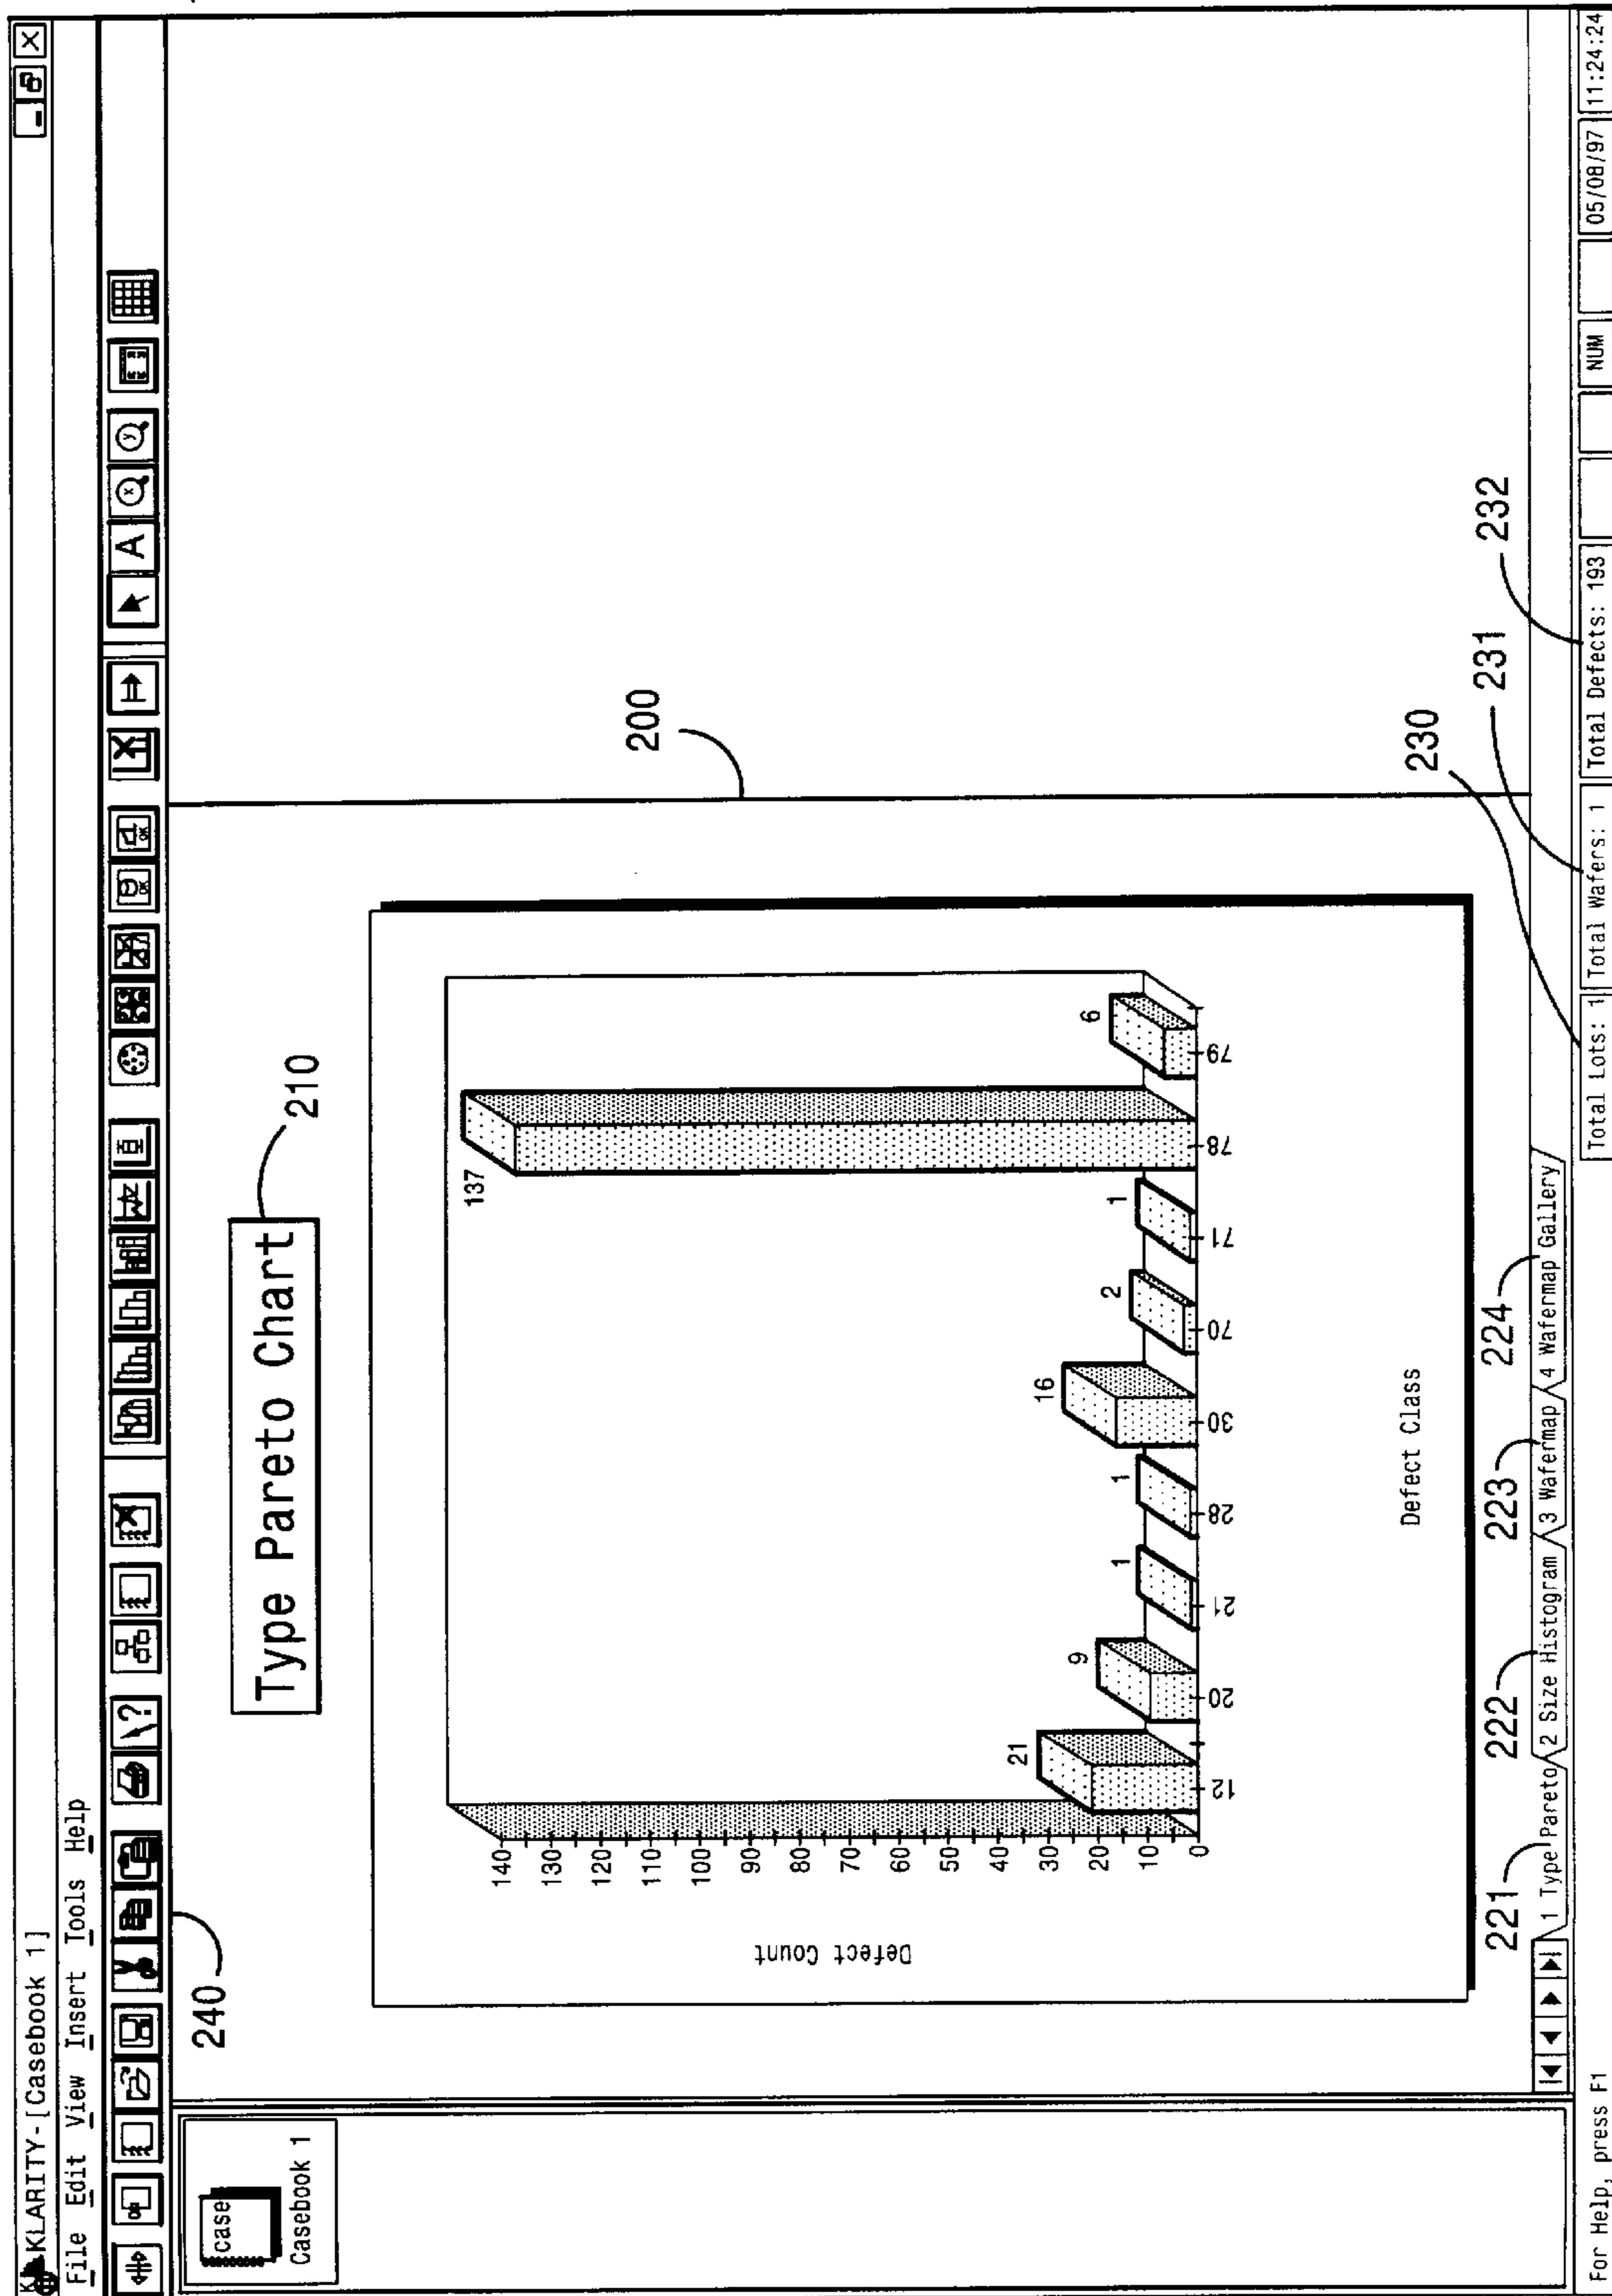 KLARITY-[Casebook 1]
File Edit View Insert Tools Help
? A x y
OK OK
240
case
Casebook 1
Type Pareto Chart
210
200
Defect Count
140
130
120
110
100
90
80
70
60
50
40
30
20
10
0
21 9 1 1 16 2 1 137 6
12 20 21 28 30 70 71 78 79
Defect Class
221 222 223 224 230 231 232
1 Type Pareto 2 Size Histogram 3 Wafermap 4 Wafermap Gallery
For Help, press F1 Total Lots: 1 Total Wafers: 1 Total Defects: 193 NUM 05/08/97 11:24:24